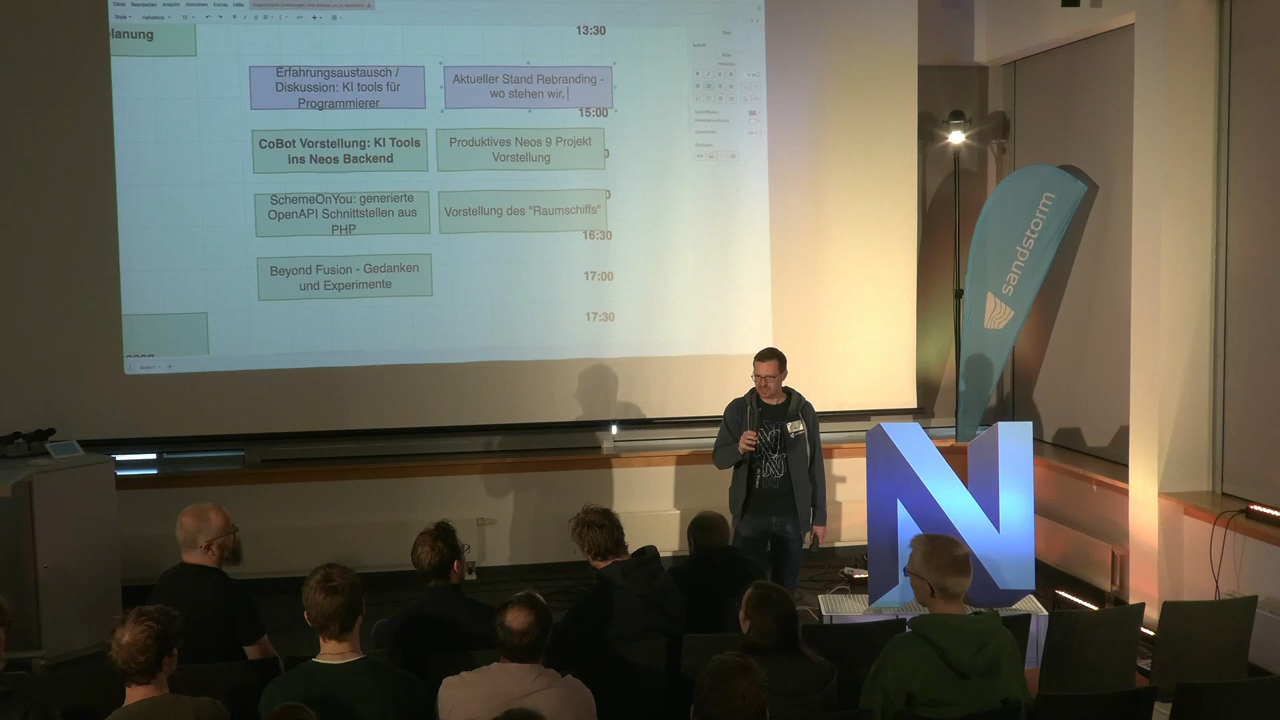 lanung
13:30
Erfahrungsaustausch /
Diskussion: KI tools für
Programmierer
Aktueller Stand Rebranding -
wo stehen wir,
15:00
CoBot Vorstellung: KI Tools
ins Neos Backend
Produktives Neos 9 Projekt
Vorstellung
SchemeOnYou: generierte
OpenAPI Schnittstellen aus
PHP
Vorstellung des "Raumschiffs"
16:30
Beyond Fusion - Gedanken
und Experimente
17:00
17:30
sandstorm
N